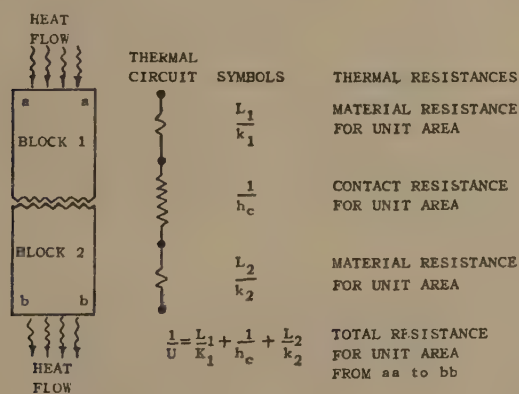 HEAT
FLOW
THERMAL
CIRCUIT SYMBOLS THERMAL RESISTANCES
a a
BLOCK 1
L1
k1
MATERIAL RESISTANCE
FOR UNIT AREA
1
hc
CONTACT RESISTANCE
FOR UNIT AREA
BLOCK 2
b b
L2
k2
MATERIAL RESISTANCE
FOR UNIT AREA
1/U = L1/K1 + 1/hc + L2/k2
TOTAL RESISTANCE
FOR UNIT AREA
FROM aa to bb
HEAT
FLOW